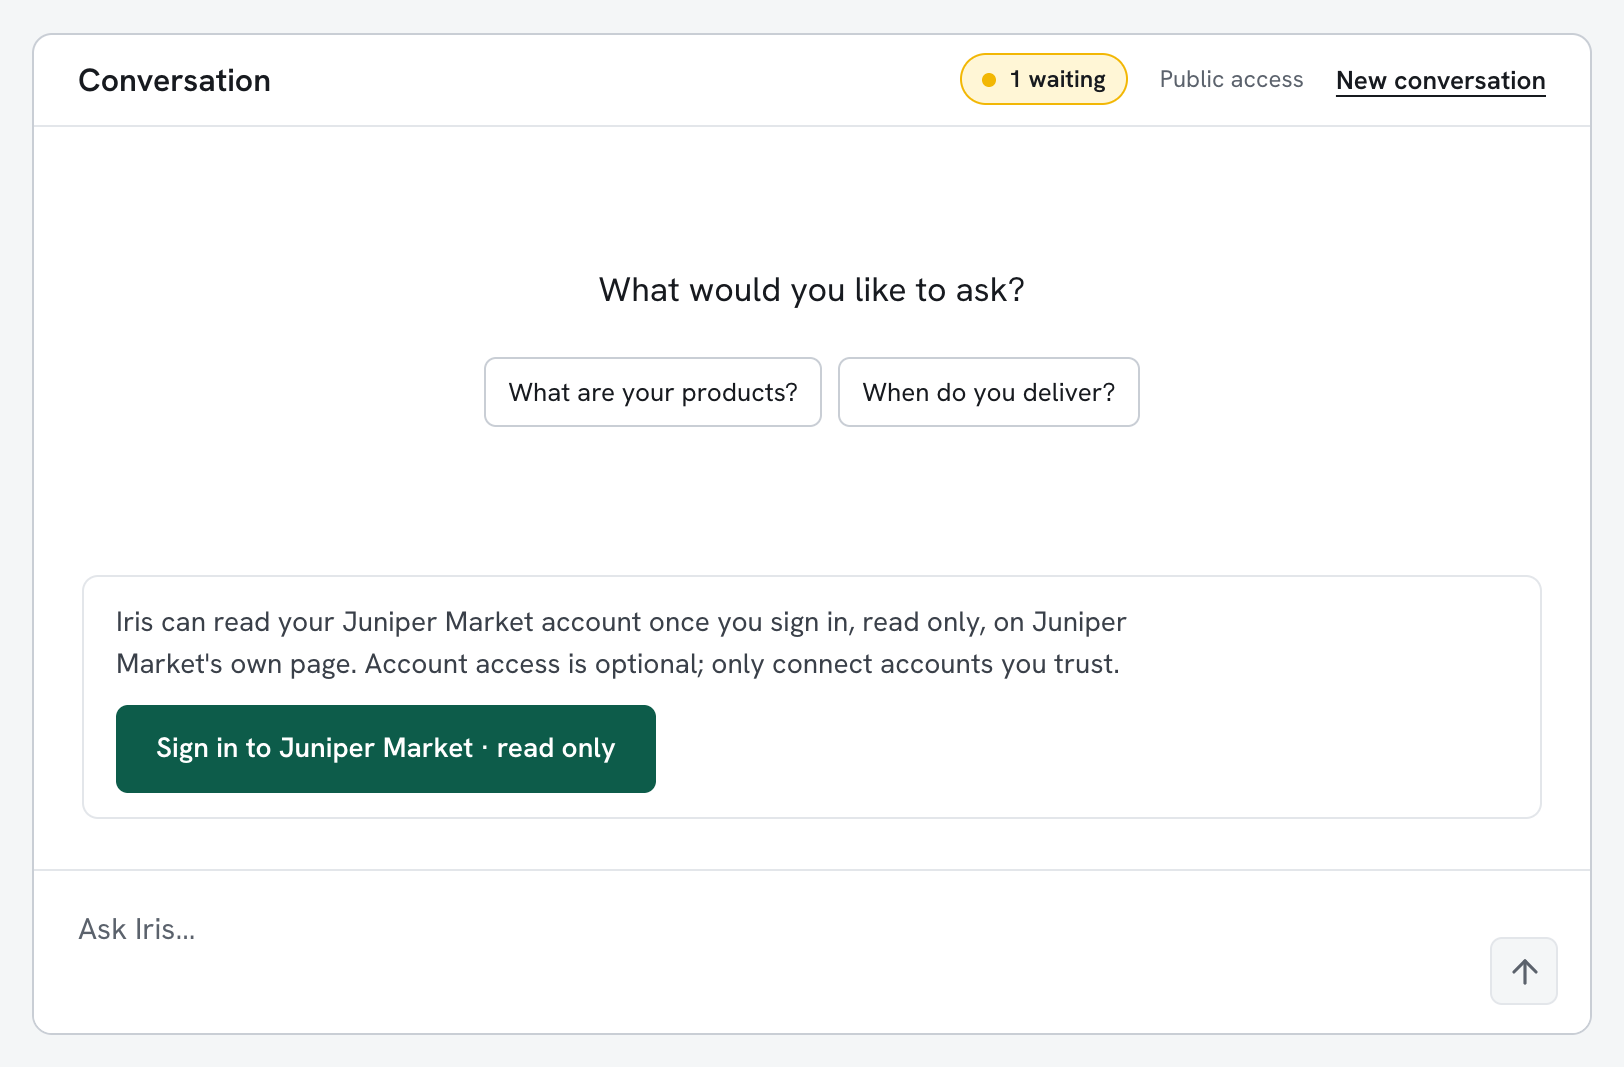 Conversation
1 waiting
Public access
New conversation
What would you like to ask?
What are your products?
When do you deliver?
Iris can read your Juniper Market account once you sign in, read only, on Juniper
Market's own page. Account access is optional; only connect accounts you trust.
Sign in to Juniper Market · read only
Ask Iris...